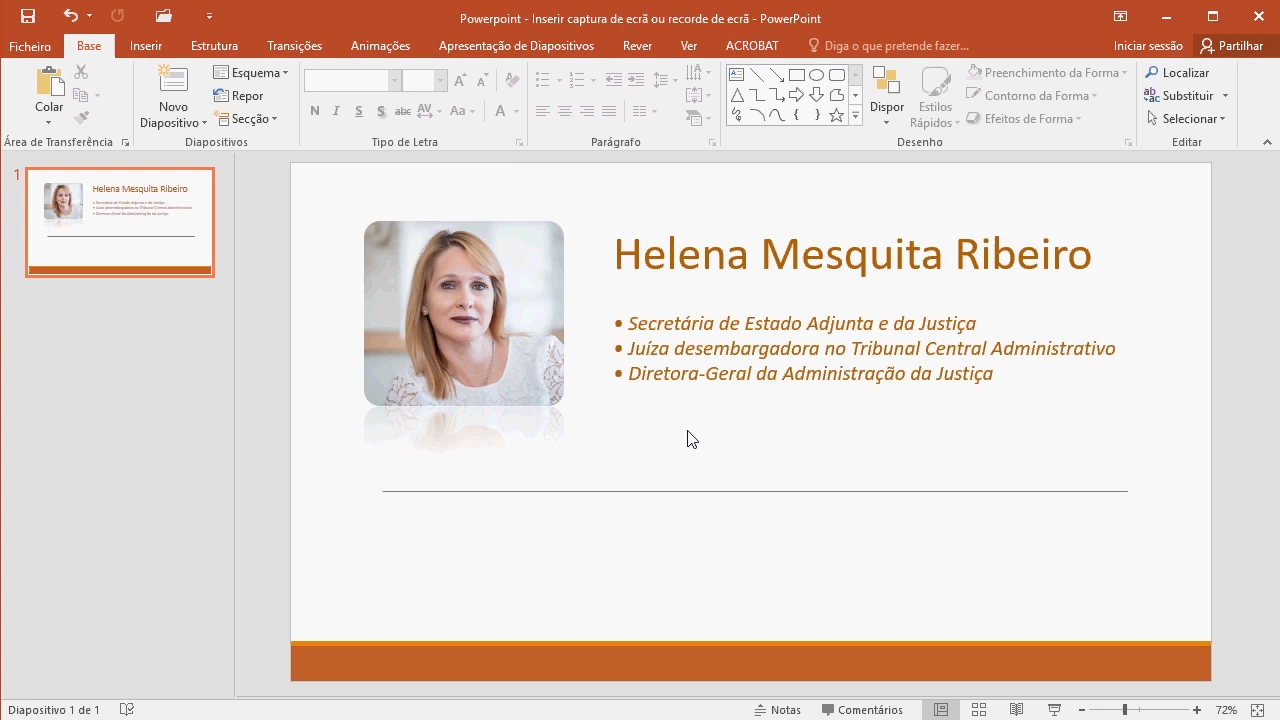 Powerpoint - Inserir captura de ecrã ou recorde de ecrã - PowerPoint
Ficheiro Base Inserir Estrutura Transições Animações Apresentação de Diapositivos Rever Ver ACROBAT Diga o que pretende fazer... Iniciar sessão Partilhar
Colar
Novo Diapositivo
Esquema
Repor
Secção
N I S S abc AV Aa A
Dispor
Estilos Rápidos
Preenchimento da Forma
Contorno da Forma
Efeitos de Forma
Localizar
Substituir
Selecionar
Área de Transferência Diapositivos Tipo de Letra Parágrafo Desenho Editar
1
Helena Mesquita Ribeiro
• Secretária de Estado Adjunta e da Justiça
• Juíza desembargadora no Tribunal Central Administrativo
• Diretora-Geral da Administração da Justiça
Helena Mesquita Ribeiro
• Secretária de Estado Adjunta e da Justiça
• Juíza desembargadora no Tribunal Central Administrativo
• Diretora-Geral da Administração da Justiça
Diapositivo 1 de 1 Notas Comentários 72%